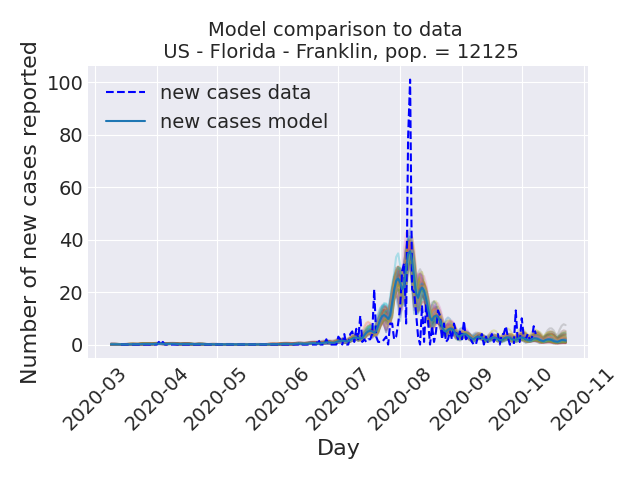 Model comparison to data
US - Florida - Franklin, pop. = 12125
Number of new cases reported
100
80
60
40
20
0
new cases data
new cases model
2020-03
2020-04
2020-05
2020-06
2020-07
2020-08
2020-09
2020-10
2020-11
Day